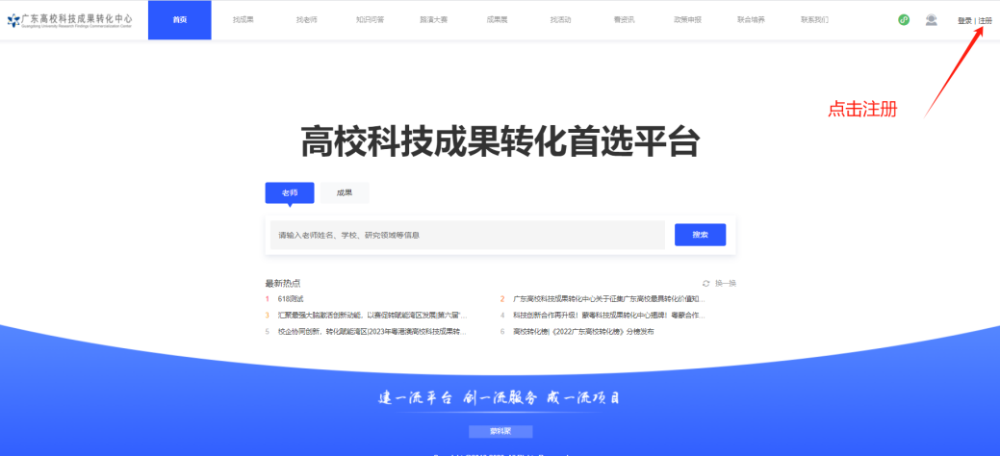 广东高校科技成果转化中心
Guangdong University Research Findings Commercialization Center
首页 找成果 找老师 知识问答 路演大赛 成果展 找活动 看资讯 政策申报 联合培养 联系我们 登录 | 注册
点击注册
高校科技成果转化首选平台
老师 成果
请输入老师姓名、学校、研究领域等信息 搜索
最新热点 换一换
1 618测试 2 广东高校科技成果转化中心关于征集广东高校最具转化价值知...
3 汇聚最强大脑激活创新动能，以赛促转赋能湾区发展|第六届“... 4 科技创新合作再升级！蒙粤科技成果转化中心揭牌！粤蒙合作...
5 校企协同创新，转化赋能湾区|2023年粤港澳高校科技成果转... 6 高校转化榜|《2022广东高校转化榜》分榜发布
建一流平台 创一流服务 成一流项目